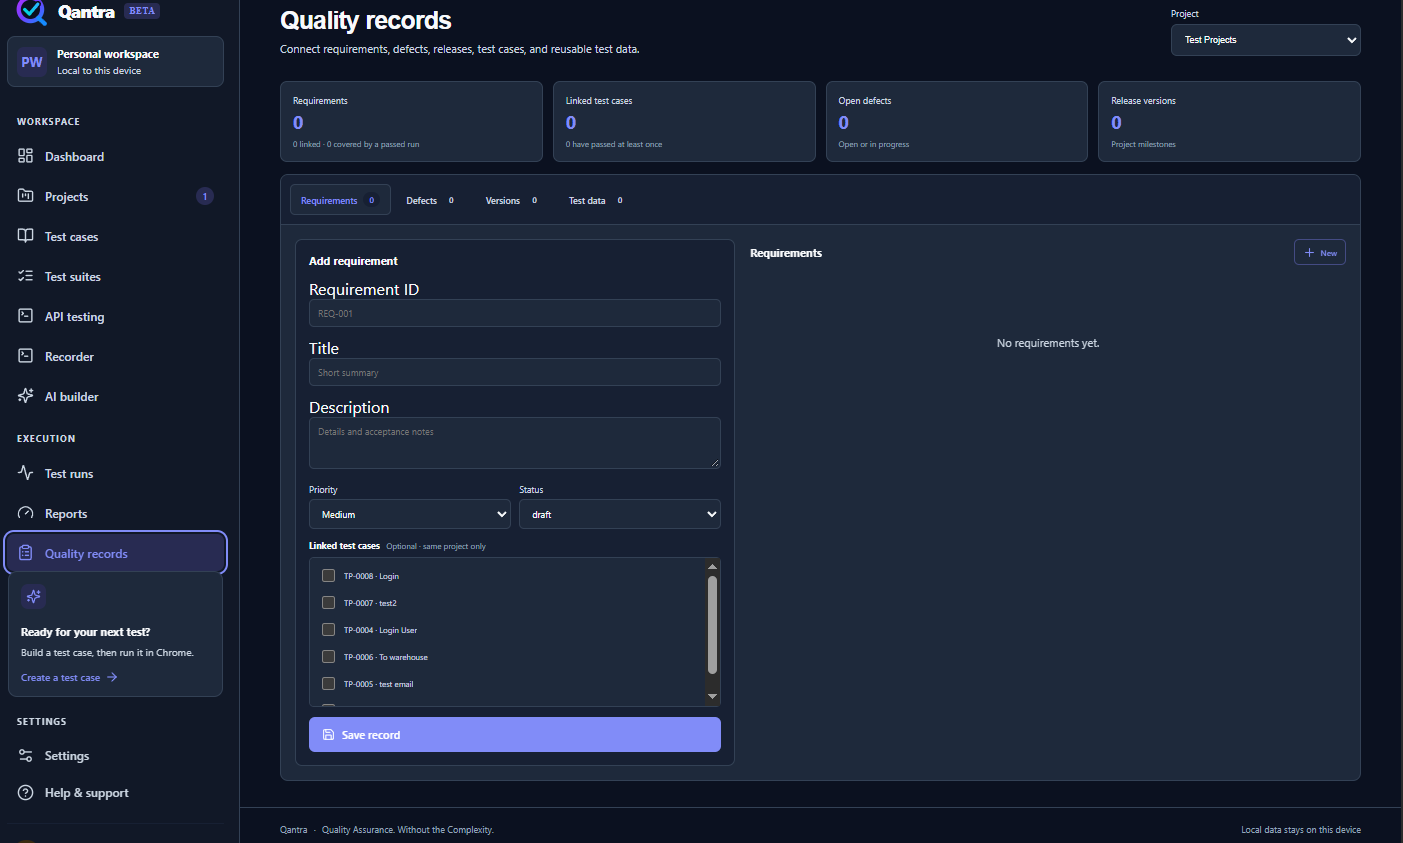 Qantra BETA
PW
Personal workspace
Local to this device
WORKSPACE
Dashboard
Projects 1
Test cases
Test suites
API testing
Recorder
AI builder
EXECUTION
Test runs
Reports
Quality records
Ready for your next test?
Build a test case, then run it in Chrome.
Create a test case
SETTINGS
Settings
Help & support
Quality records
Connect requirements, defects, releases, test cases, and reusable test data.
Project
Test Projects
Requirements
0
0 linked · 0 covered by a passed run
Linked test cases
0
0 have passed at least once
Open defects
0
Open or in progress
Release versions
0
Project milestones
Requirements 0 Defects 0 Versions 0 Test data 0
Add requirement
Requirement ID
REQ-001
Title
Short summary
Description
Details and acceptance notes
Priority Status
Medium draft
Linked test cases Optional · same project only
TP-0008 · Login
TP-0007 · test2
TP-0004 · Login User
TP-0006 · To warehouse
TP-0005 · test email
Save record
Requirements
New
No requirements yet.
Qantra · Quality Assurance. Without the Complexity.
Local data stays on this device